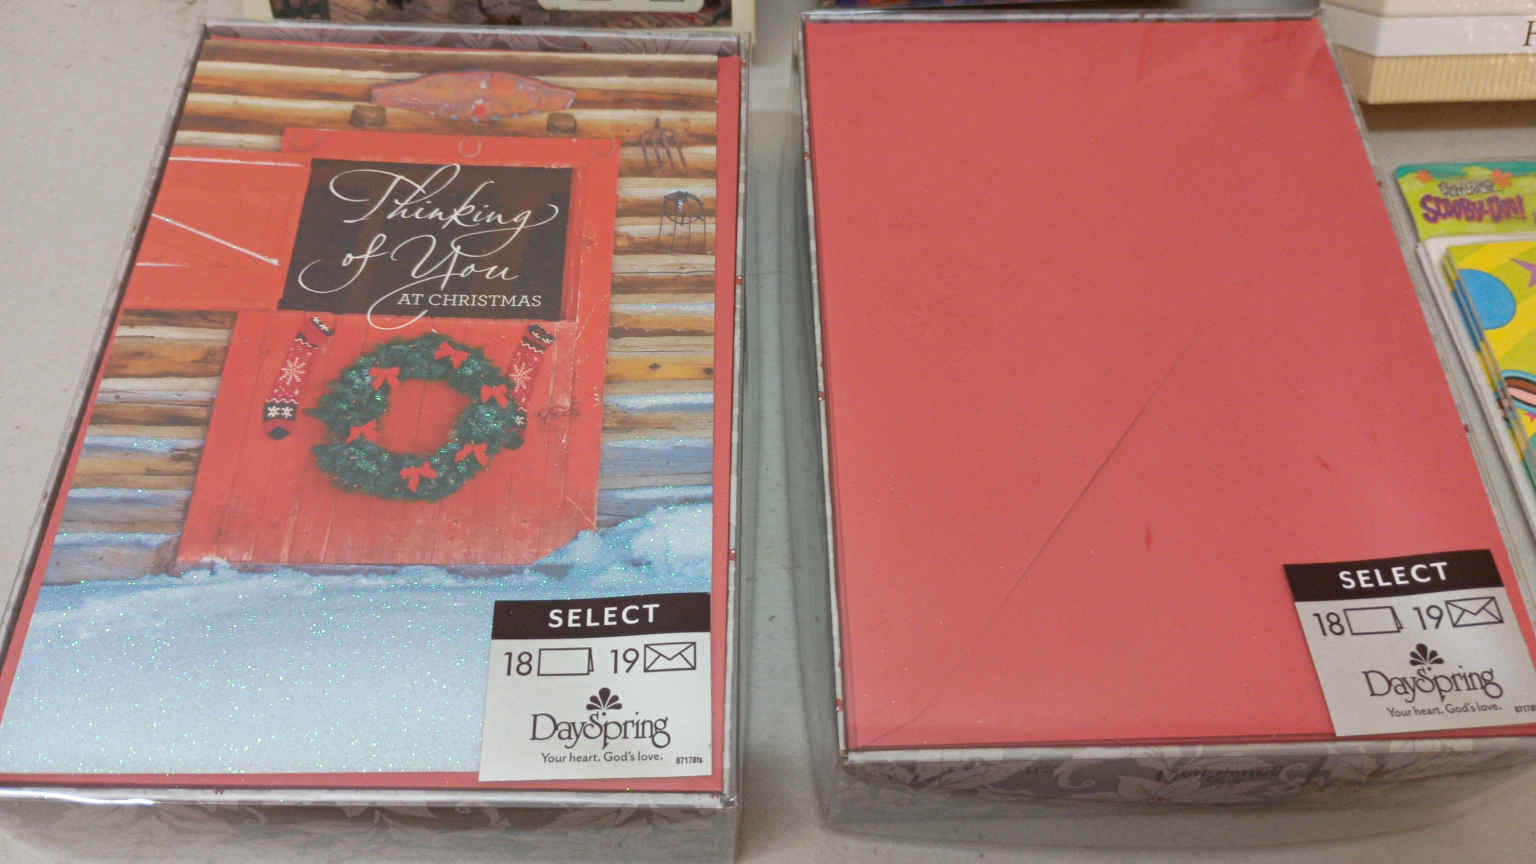 Thinking
of You
AT CHRISTMAS
SELECT
18 19
DaySpring
Your heart. God's love.
87178fs
SELECT
18 19
DaySpring
Your heart. God's love.
SCOOBY-DOO!